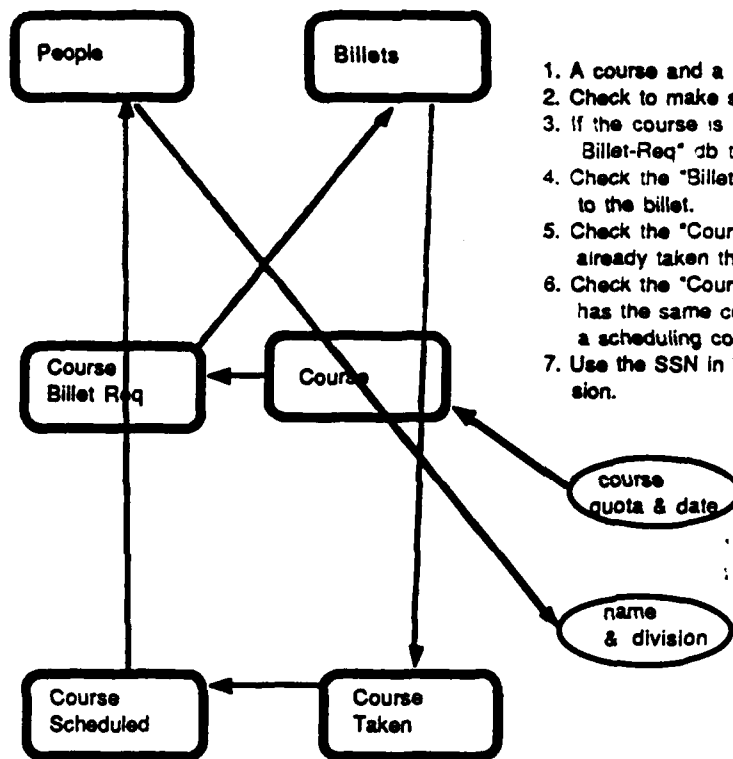 People
Billets
1. A course and a
2. Check to make s
3. If the course is
Billet-Req" db t
4. Check the "Billet
to the billet.
5. Check the "Cour
already taken th
6. Check the "Cour
has the same co
a scheduling co
7. Use the SSN in
sion.
Course
Billet Req
Course
course
quota & date
name
& division
Course
Scheduled
Course
Taken